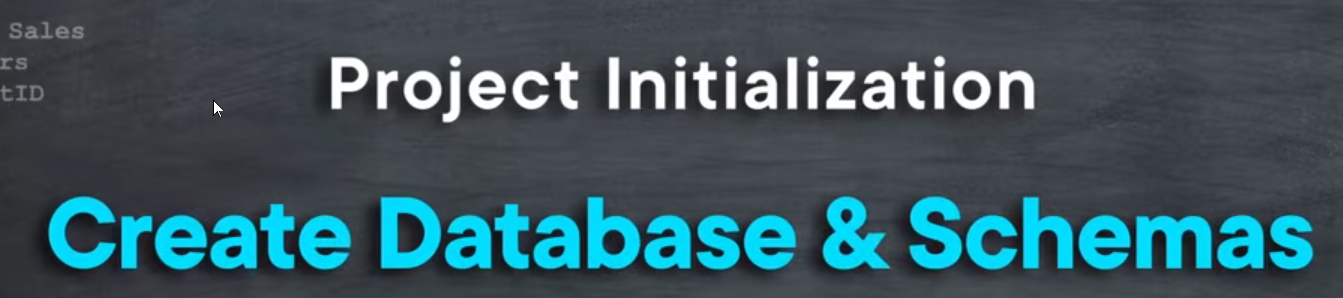 Sales
rs
tID
Project Initialization
Create Database & Schemas